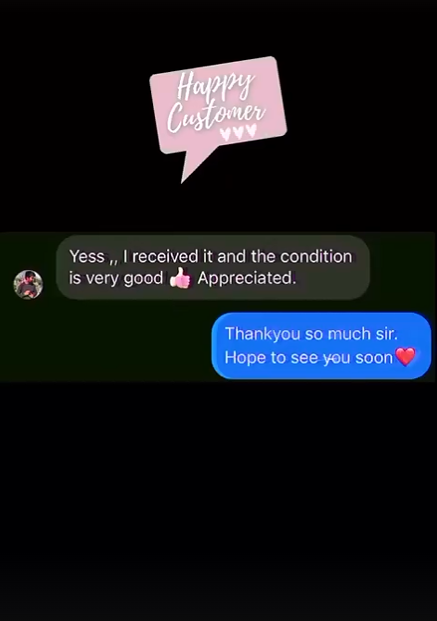 Happy
Customer
Yess ,, I received it and the condition
is very good 👍🏻 Appreciated.
Thankyou so much sir.
Hope to see you soon❤️